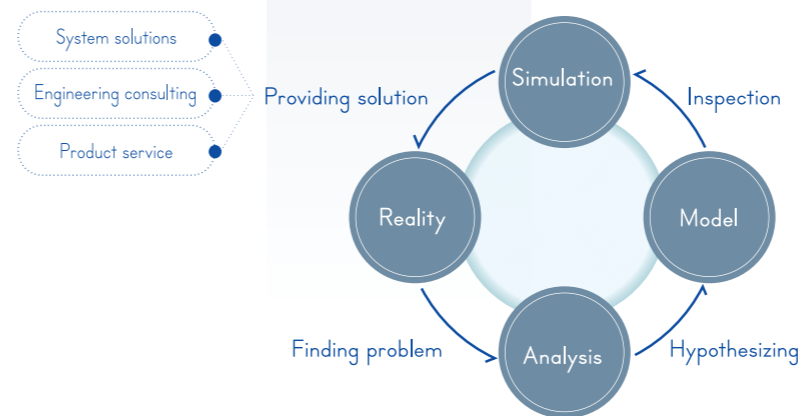 System solutions
Engineering consulting
Product service
Providing solution
Simulation
Inspection
Reality
Model
Finding problem
Analysis
Hypothesizing